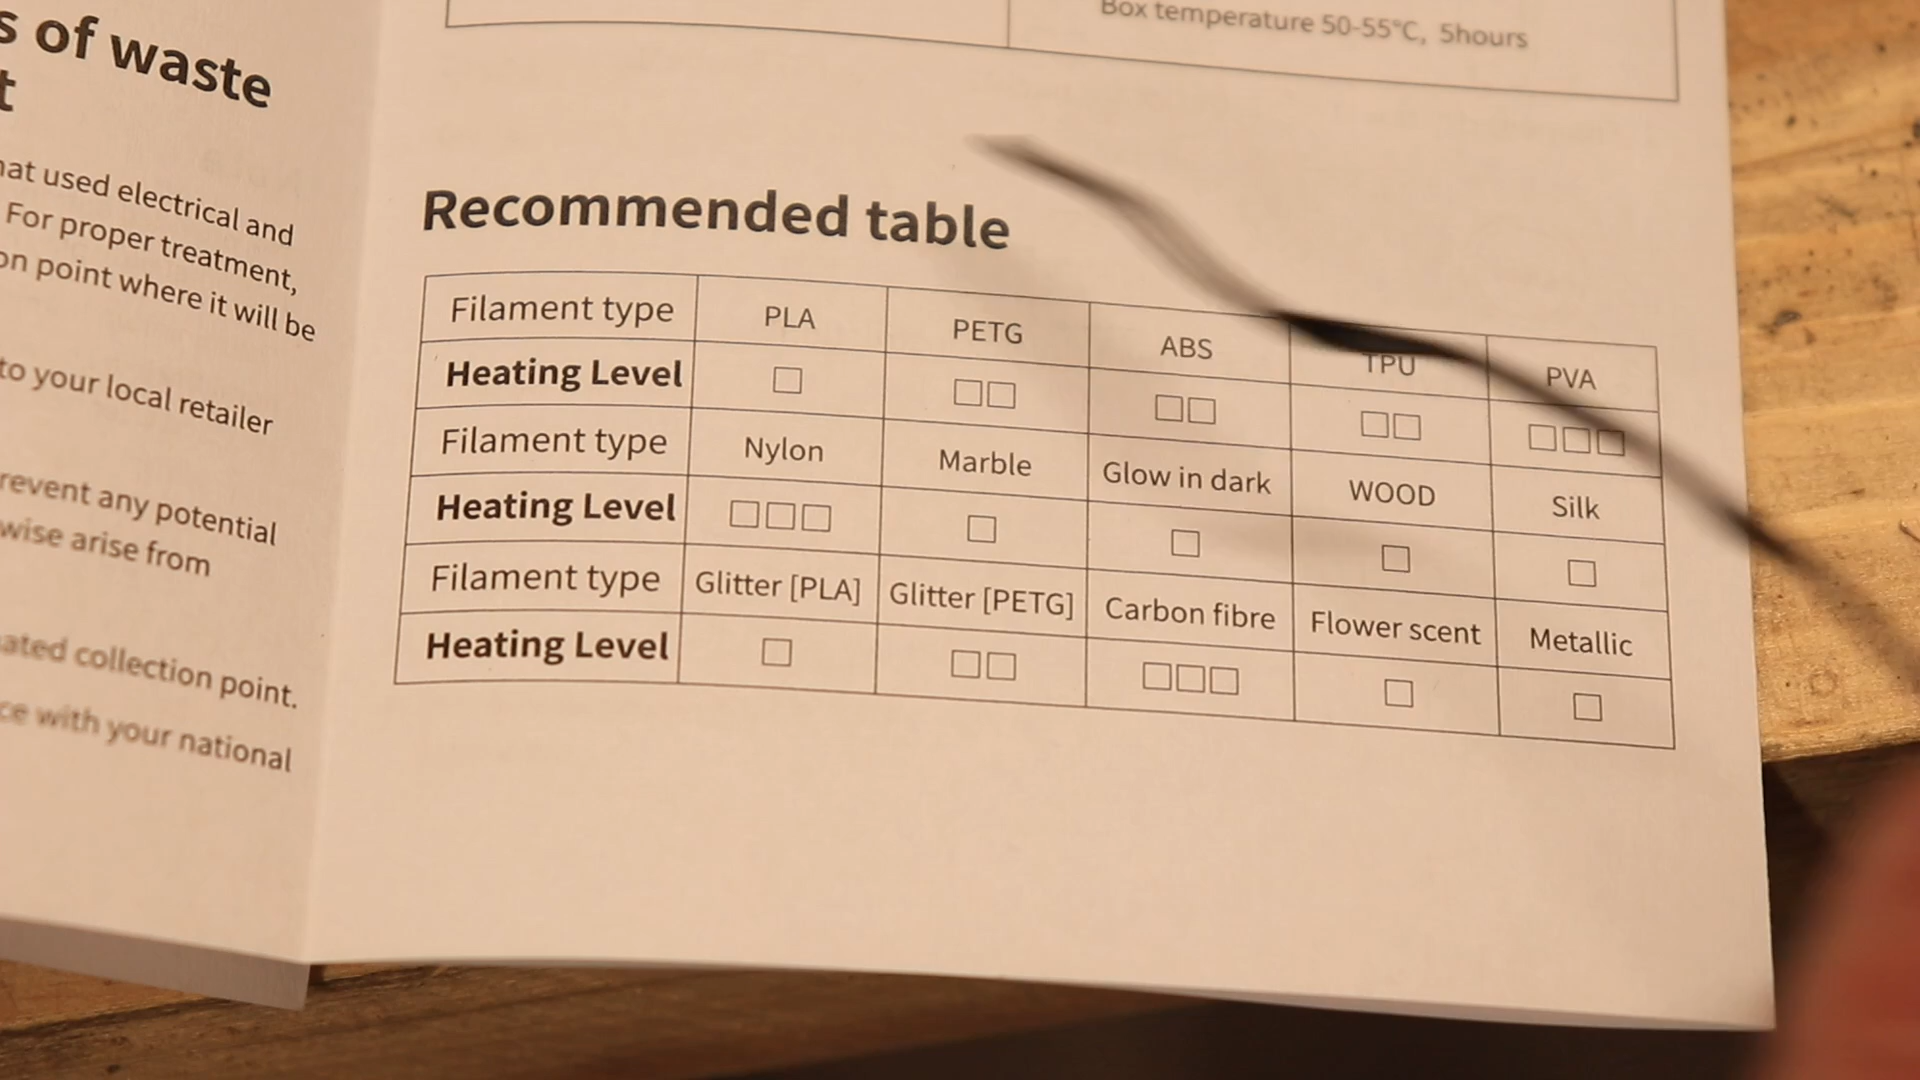 s of waste
t
hat used electrical and
For proper treatment,
on point where it will be
to your local retailer
revent any potential
wise arise from
ated collection point.
ce with your national
Box temperature 50-55°C, 5hours
Recommended table
Filament type PLA PETG ABS TPU PVA
Heating Level □ □□ □□ □□ □□□
Filament type Nylon Marble Glow in dark WOOD Silk
Heating Level □□□ □ □ □ □
Filament type Glitter [PLA] Glitter [PETG] Carbon fibre Flower scent Metallic
Heating Level □ □□ □□□ □ □